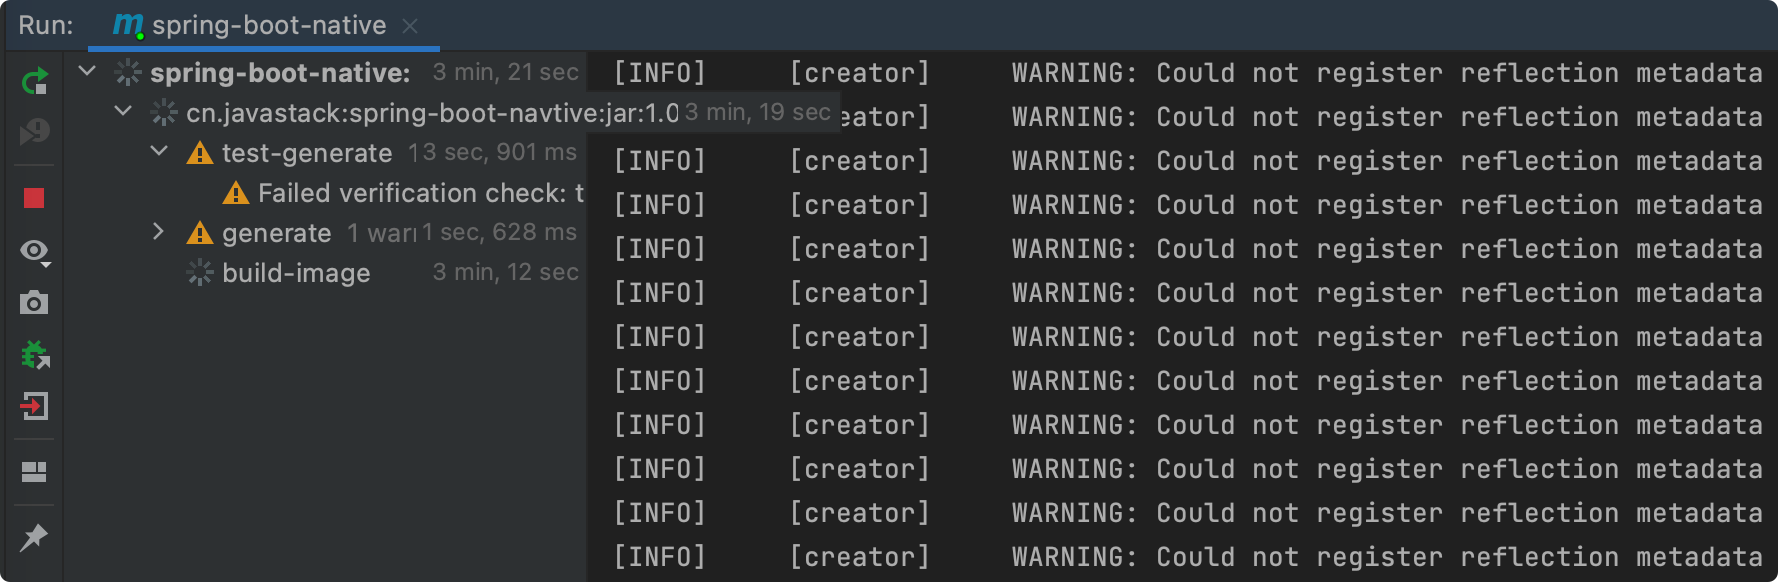 Run: m spring-boot-native
spring-boot-native: 3 min, 21 sec
cn.javastack:spring-boot-navtive:jar:1.0 3 min, 19 sec
test-generate 13 sec, 901 ms
Failed verification check: t
generate 1 warr 1 sec, 628 ms
build-image 3 min, 12 sec
[INFO] [creator] WARNING: Could not register reflection metadata
eator] WARNING: Could not register reflection metadata
[INFO] [creator] WARNING: Could not register reflection metadata
[INFO] [creator] WARNING: Could not register reflection metadata
[INFO] [creator] WARNING: Could not register reflection metadata
[INFO] [creator] WARNING: Could not register reflection metadata
[INFO] [creator] WARNING: Could not register reflection metadata
[INFO] [creator] WARNING: Could not register reflection metadata
[INFO] [creator] WARNING: Could not register reflection metadata
[INFO] [creator] WARNING: Could not register reflection metadata
[INFO] [creator] WARNING: Could not register reflection metadata
[INFO] [creator] WARNING: Could not register reflection metadata